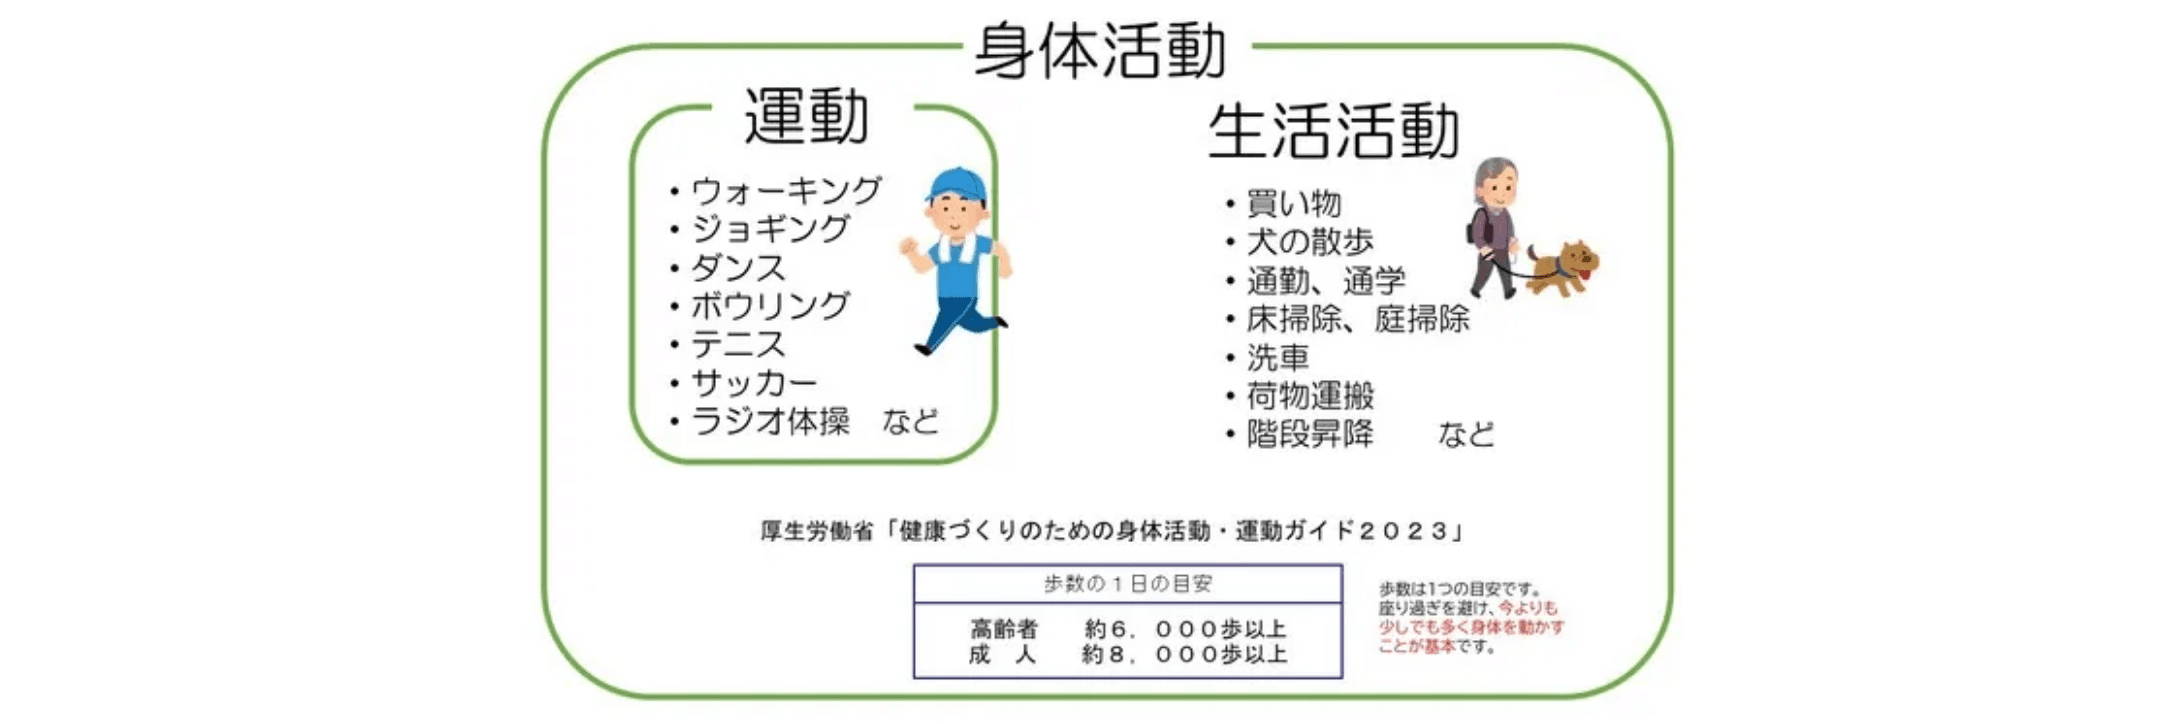 身体活動
運動
・ウォーキング
・ジョギング
・ダンス
・ボウリング
・テニス
・サッカー
・ラジオ体操　など
生活活動
・買い物
・犬の散歩
・通勤、通学
・床掃除、庭掃除
・洗車
・荷物運搬
・階段昇降　　など
厚生労働省「健康づくりのための身体活動・運動ガイド２０２３」
歩数の１日の目安
高齢者　　約６．０００歩以上
成　人　　約８．０００歩以上
歩数は1つの目安です。
座り過ぎを避け、今よりも
少しでも多く身体を動かす
ことが基本です。